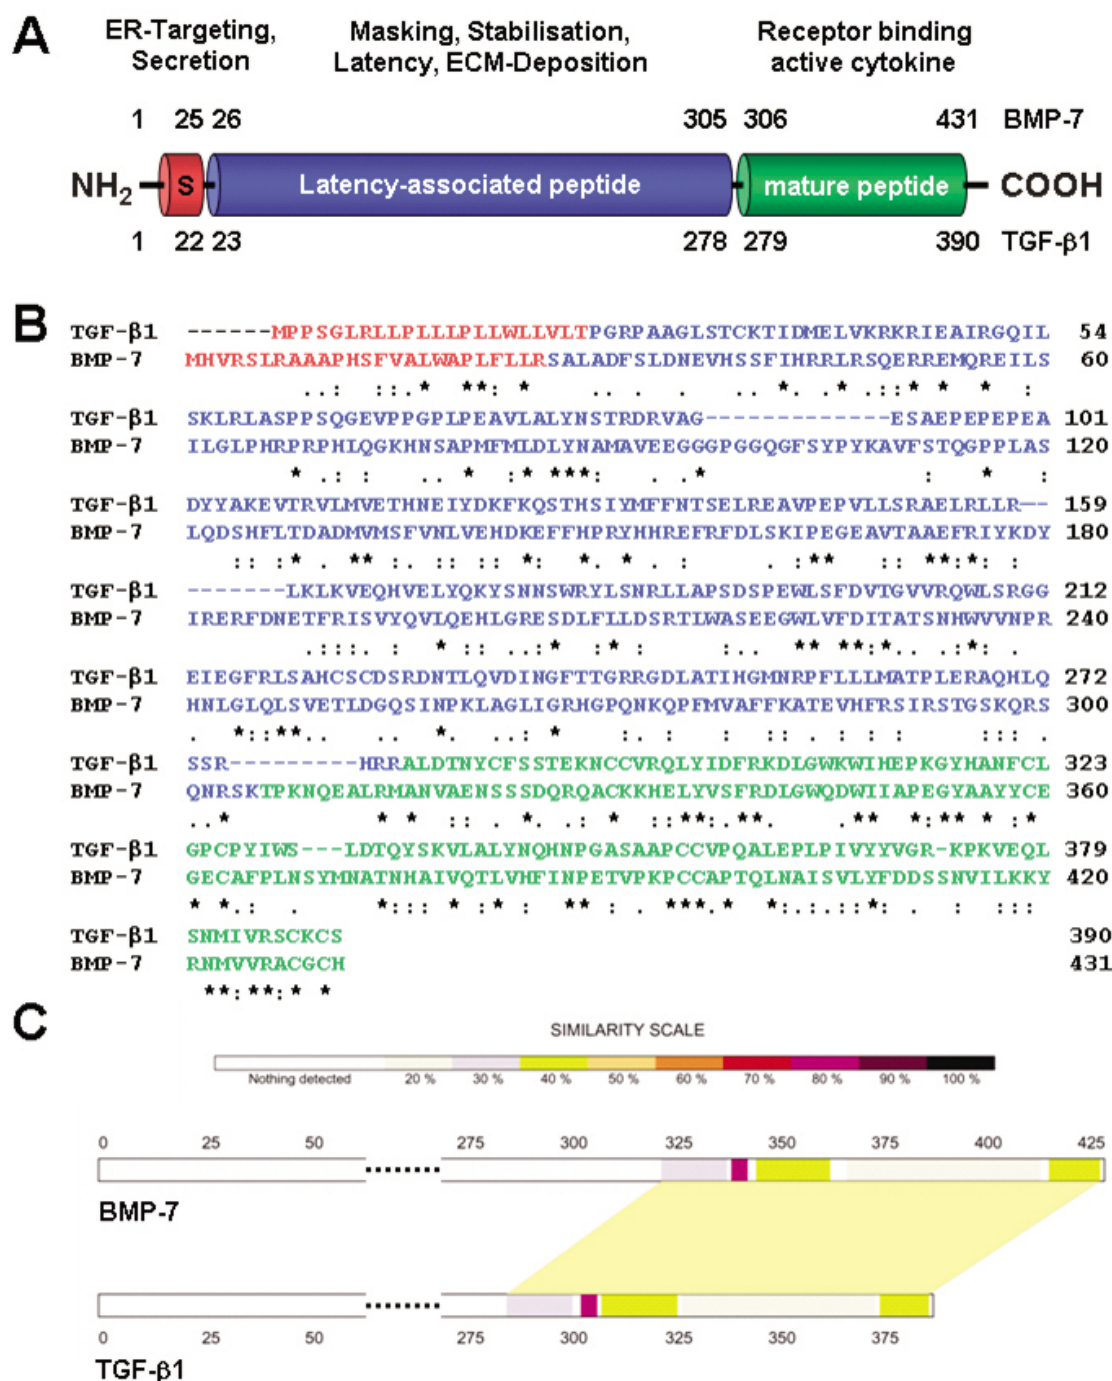 A
ER-Targeting,
Secretion
Masking, Stabilisation,
Latency, ECM-Deposition
Receptor binding
active cytokine
1 25 26 305 306 431 BMP-7
NH2 S Latency-associated peptide mature peptide COOH
1 22 23 278 279 390 TGF-β1
B
TGF-β1 ------MPPSGLRLLPLLLPLLWLLVLTPGRPAAGLSTCKTIDMELVKRKRIEAIRGQIL 54
BMP-7 MHVRSLRAAAPHSFVALWAPLFLLRSALADFSLDNEVHSSFIHRRLRSQERREMQREILS 60
TGF-β1 SKLRLASPPSQGEVPPGPLPEAVLALYNSTRDRVAG-------------ESAEPEPEPEA 101
BMP-7 ILGLPHRPRPHLQGKHNSAPMFMLDLYNAMAVEEGGGPGGQGFSYPYKAVFSTQGPPLAS 120
TGF-β1 DYYAKEVTRVLMVETHNEIYDKFKQSTHSIYMFFNTSELREAVPEPVLLSRAELRLLR-- 159
BMP-7 LQDSHFLTDADMVMSFVNLVEHDKEFFHPRYHHREFRFDLSKIPEGEAVTAAEFRIYKDY 180
TGF-β1 -------LKLKVEQHVELYQKYSNNSWRYLSNRLLAPSDSPEWLSFDVTGVVRQWLSRGG 212
BMP-7 IRERFDNETFRISVYQVLQEHLGRESDLFLLDSRTLWASEEGWLVFDITATSNHWVVNPR 240
TGF-β1 EIEGFRLSAHCSCDSRDNTLQVDINGFTTGRRGDLATIHGMNRPFLLLMATPLERAQHLQ 272
BMP-7 HNLGLQLSVETLDGQSINPKLAGLIGRHGPQNKQPFMVAFFKATEVHFRSIRSTGSKQRS 300
TGF-β1 SSR---------HRRALDTNYCFSSTEKNCCVRQLYIDFRKDLGWKWIHEPKGYHANFCL 323
BMP-7 QNRSKTPKNQEALRMANVAENSSSDQRQACKKHELYVSFRDLGWQDWIIAPEGYAAYYCE 360
TGF-β1 GPCPYIWS---LDTQYSKVLALYNQHNPGASAAPCCVPQALEPLPIVYYVGR-KPKVEQL 379
BMP-7 GECAFPLNSYMNATNHAIVQTLVHFINPETVPKPCCAPTQLNAISVLYFDDSSNVILKKY 420
TGF-β1 SNMIVRSCKCS 390
BMP-7 RNMVVRACGCH 431
C
SIMILARITY SCALE
Nothing detected 20 % 30 % 40 % 50 % 60 % 70 % 80 % 90 % 100 %
0 25 50 275 300 325 350 375 400 425
BMP-7
0 25 50 275 300 325 350 375
TGF-β1